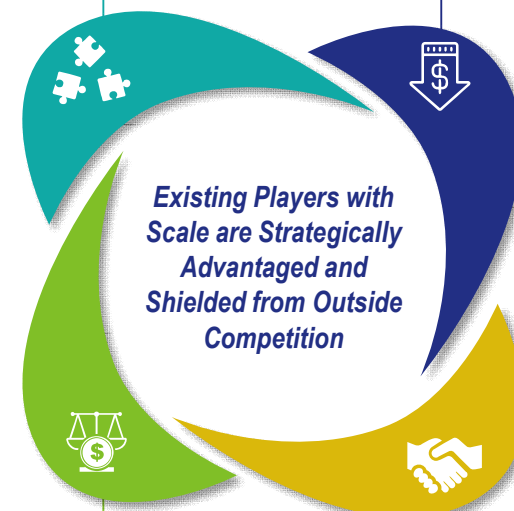 $
Existing Players with
Scale are Strategically
Advantaged and
Shielded from Outside
Competition
$